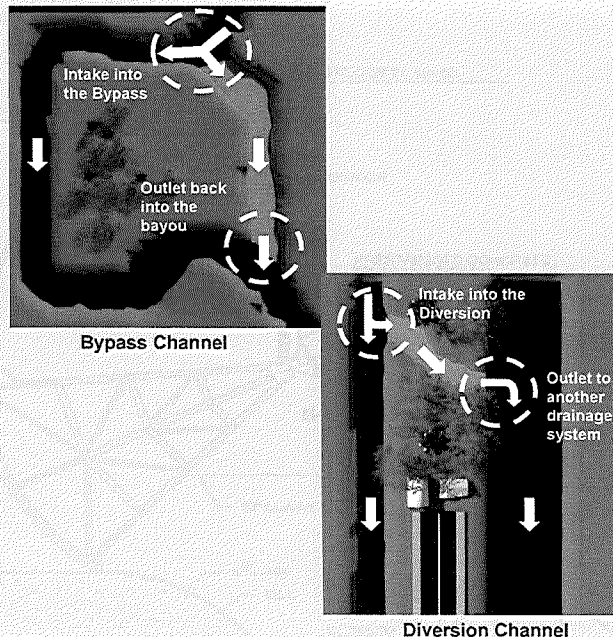 Intake into
the Bypass
Outlet back
into the
bayou
Bypass Channel
Intake into the
Diversion
Outlet to
another
drainage
system
Diversion Channel